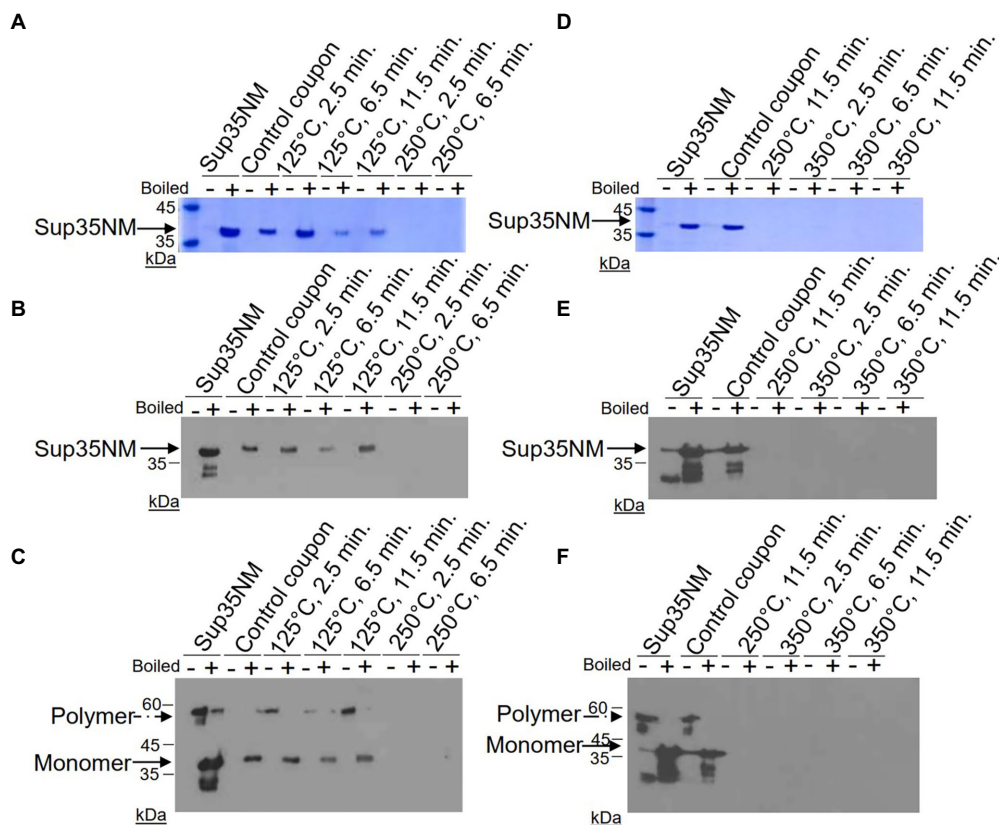 A
Sup35NM
Control coupon
125°C, 2.5 min.
125°C, 6.5 min.
125°C, 11.5 min.
250°C, 2.5 min.
250°C, 6.5 min.
Boiled - + - + - + - + - + - + - +
45
Sup35NM
35
kDa
B
Sup35NM
Control coupon
125°C, 2.5 min.
125°C, 6.5 min.
125°C, 11.5 min.
250°C, 2.5 min.
250°C, 6.5 min.
Boiled - + - + - + - + - + - + - +
Sup35NM
35
kDa
C
Sup35NM
Control coupon
125°C, 2.5 min.
125°C, 6.5 min.
125°C, 11.5 min.
250°C, 2.5 min.
250°C, 6.5 min.
Boiled - + - + - + - + - + - + - +
60
Polymer
45
Monomer
35
kDa
D
Sup35NM
Control coupon
250°C, 11.5 min.
350°C, 2.5 min.
350°C, 6.5 min.
350°C, 11.5 min.
Boiled - + - + - + - + - + - +
45
Sup35NM
35
kDa
E
Sup35NM
Control coupon
250°C, 11.5 min.
350°C, 2.5 min.
350°C, 6.5 min.
350°C, 11.5 min.
Boiled - + - + - + - + - + - +
Sup35NM
35
kDa
F
Sup35NM
Control coupon
250°C, 11.5 min.
350°C, 2.5 min.
350°C, 6.5 min.
350°C, 11.5 min.
Boiled - + - + - + - + - + - +
60
Polymer
45
Monomer
35
kDa